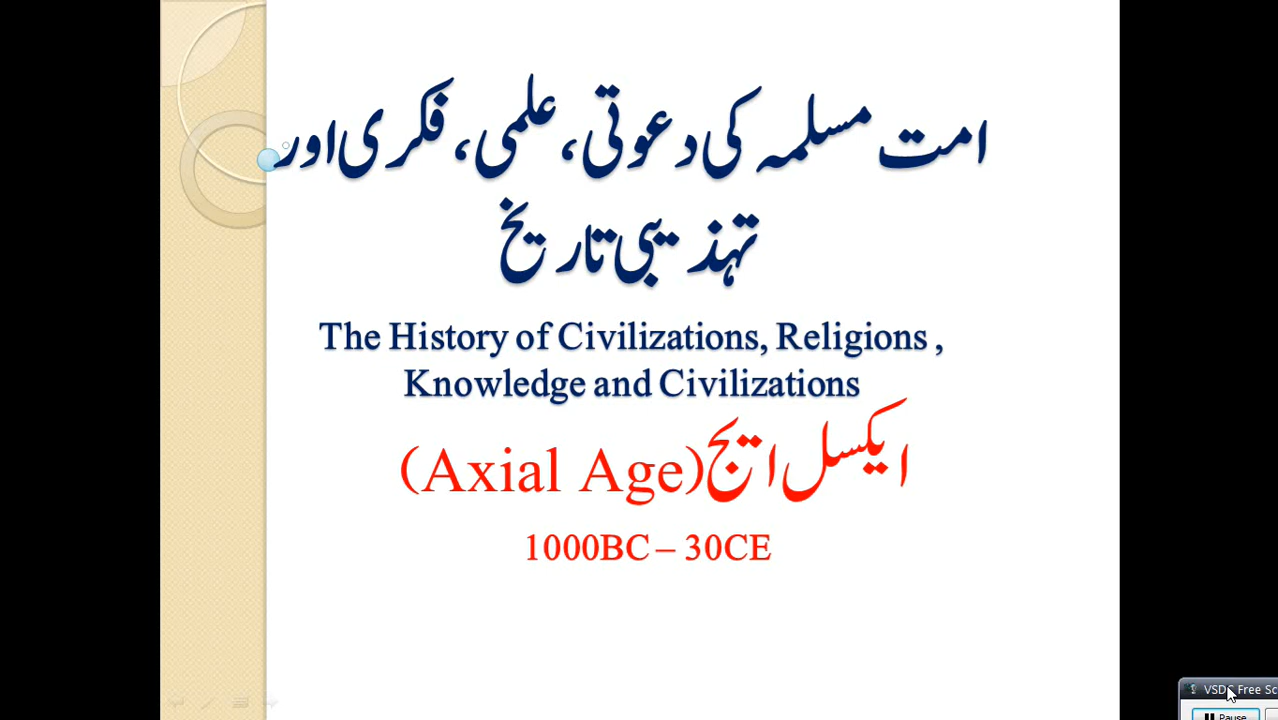 امت مسلمہ کی دعوتی، علمی، فکری اور
تہذیبی تاریخ
The History of Civilizations, Religions ,
Knowledge and Civilizations
ایکسل ایج (Axial Age)
1000BC – 30CE
VSDC Free Sc
Pause